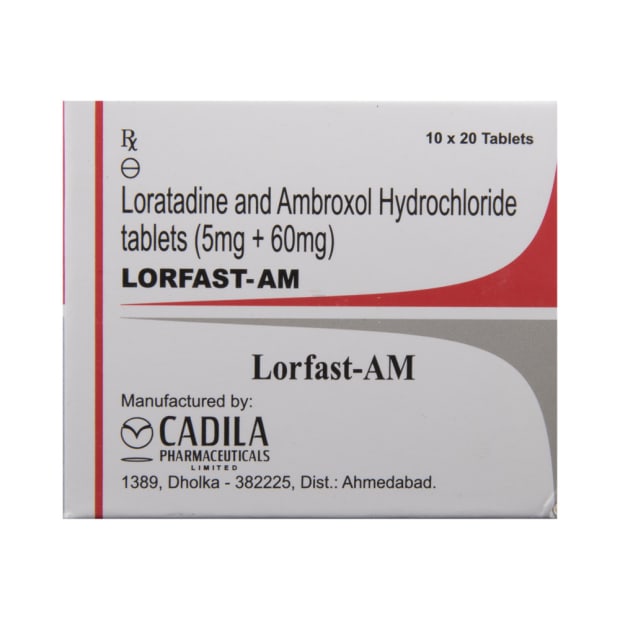 ℞
10 x 20 Tablets
Loratadine and Ambroxol Hydrochloride
tablets (5mg + 60mg)
LORFAST-AM
Lorfast-AM
Manufactured by:
CADILA
PHARMACEUTICALS
LIMITED
1389, Dholka - 382225, Dist.: Ahmedabad.